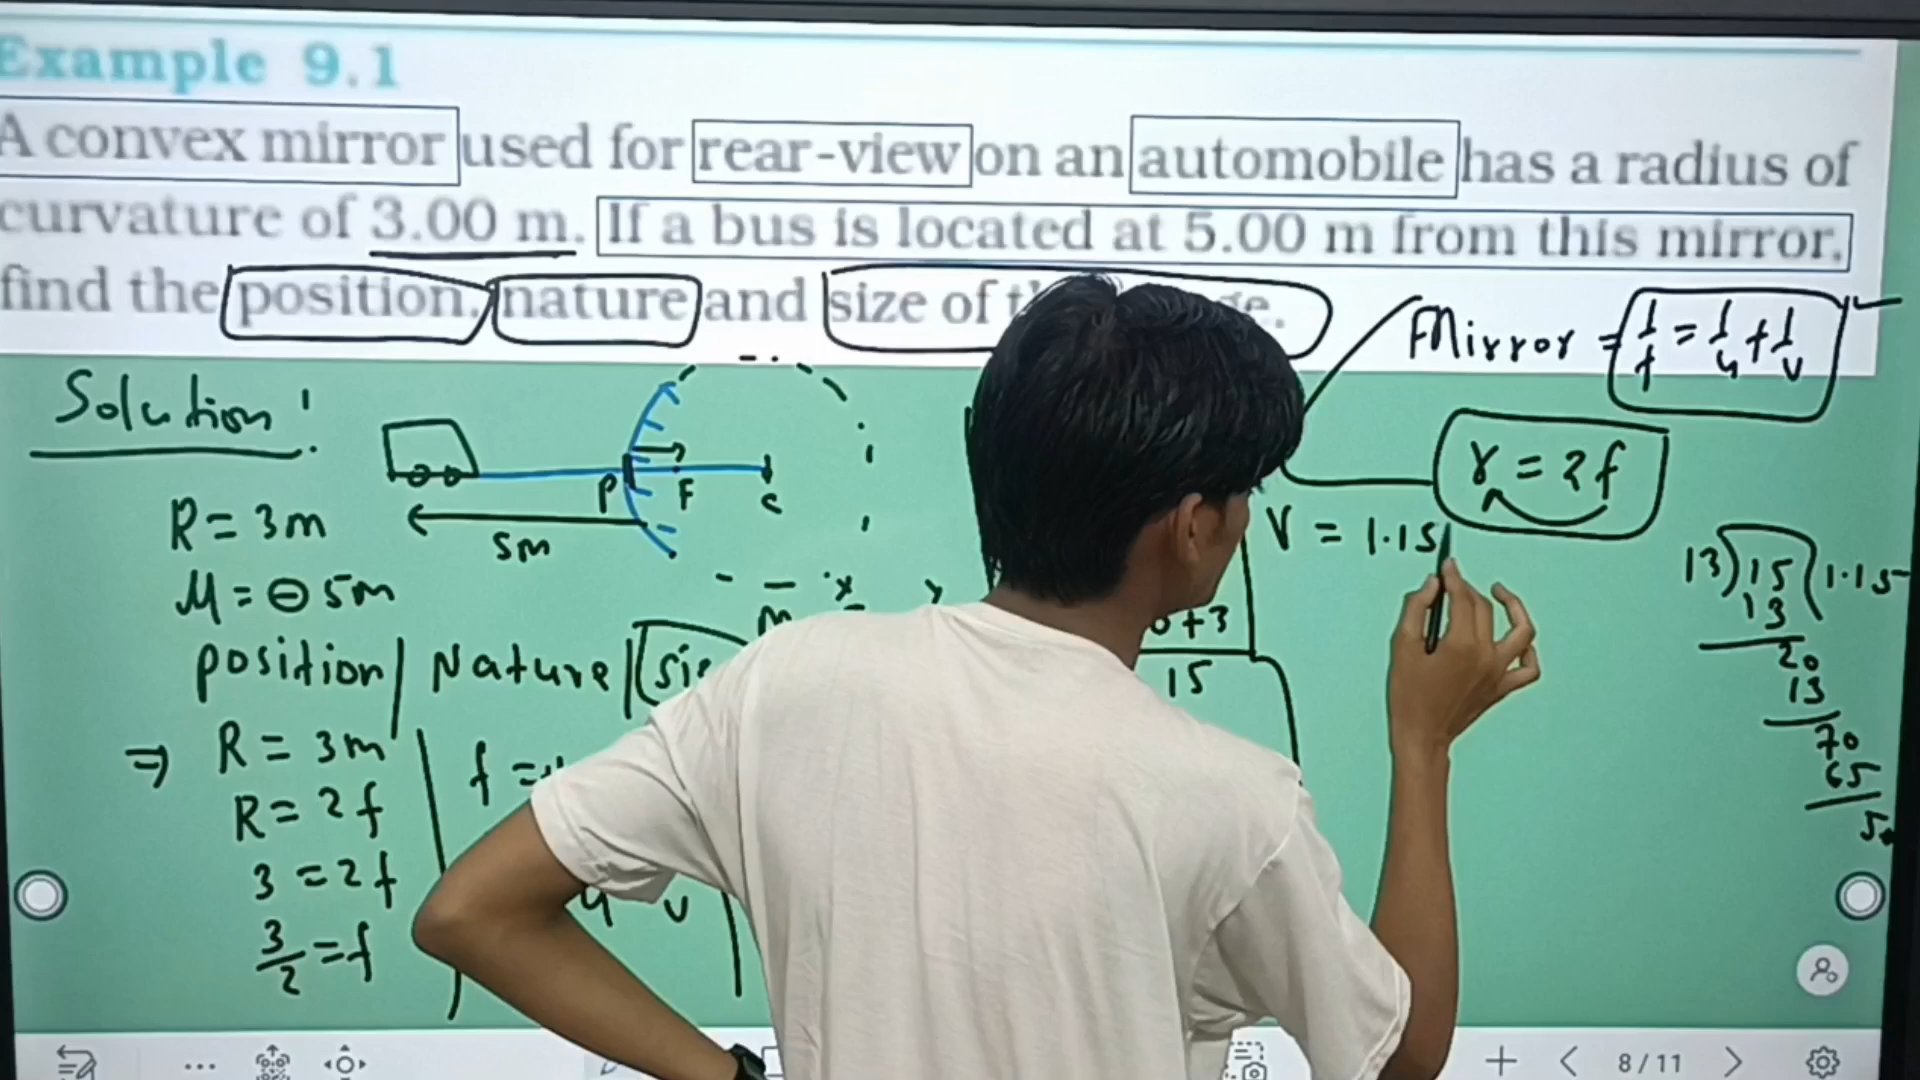 Example 9.1
A convex mirror used for rear-view on an automobile has a radius of
curvature of 3.00 m. If a bus is located at 5.00 m from this mirror,
find the position, nature and size of
Mirror = 1/f = 1/u + 1/v
Solution:
P F C
5m
r = 2f
R = 3m
V = 1.15
u = ⊖ 5m
+3
15
position / Nature /
13)15(1.15
13
20
13
70
65
5
⇒ R = 3m
R = 2f
3 = 2f
3/2 = f
f =
u v
8/11